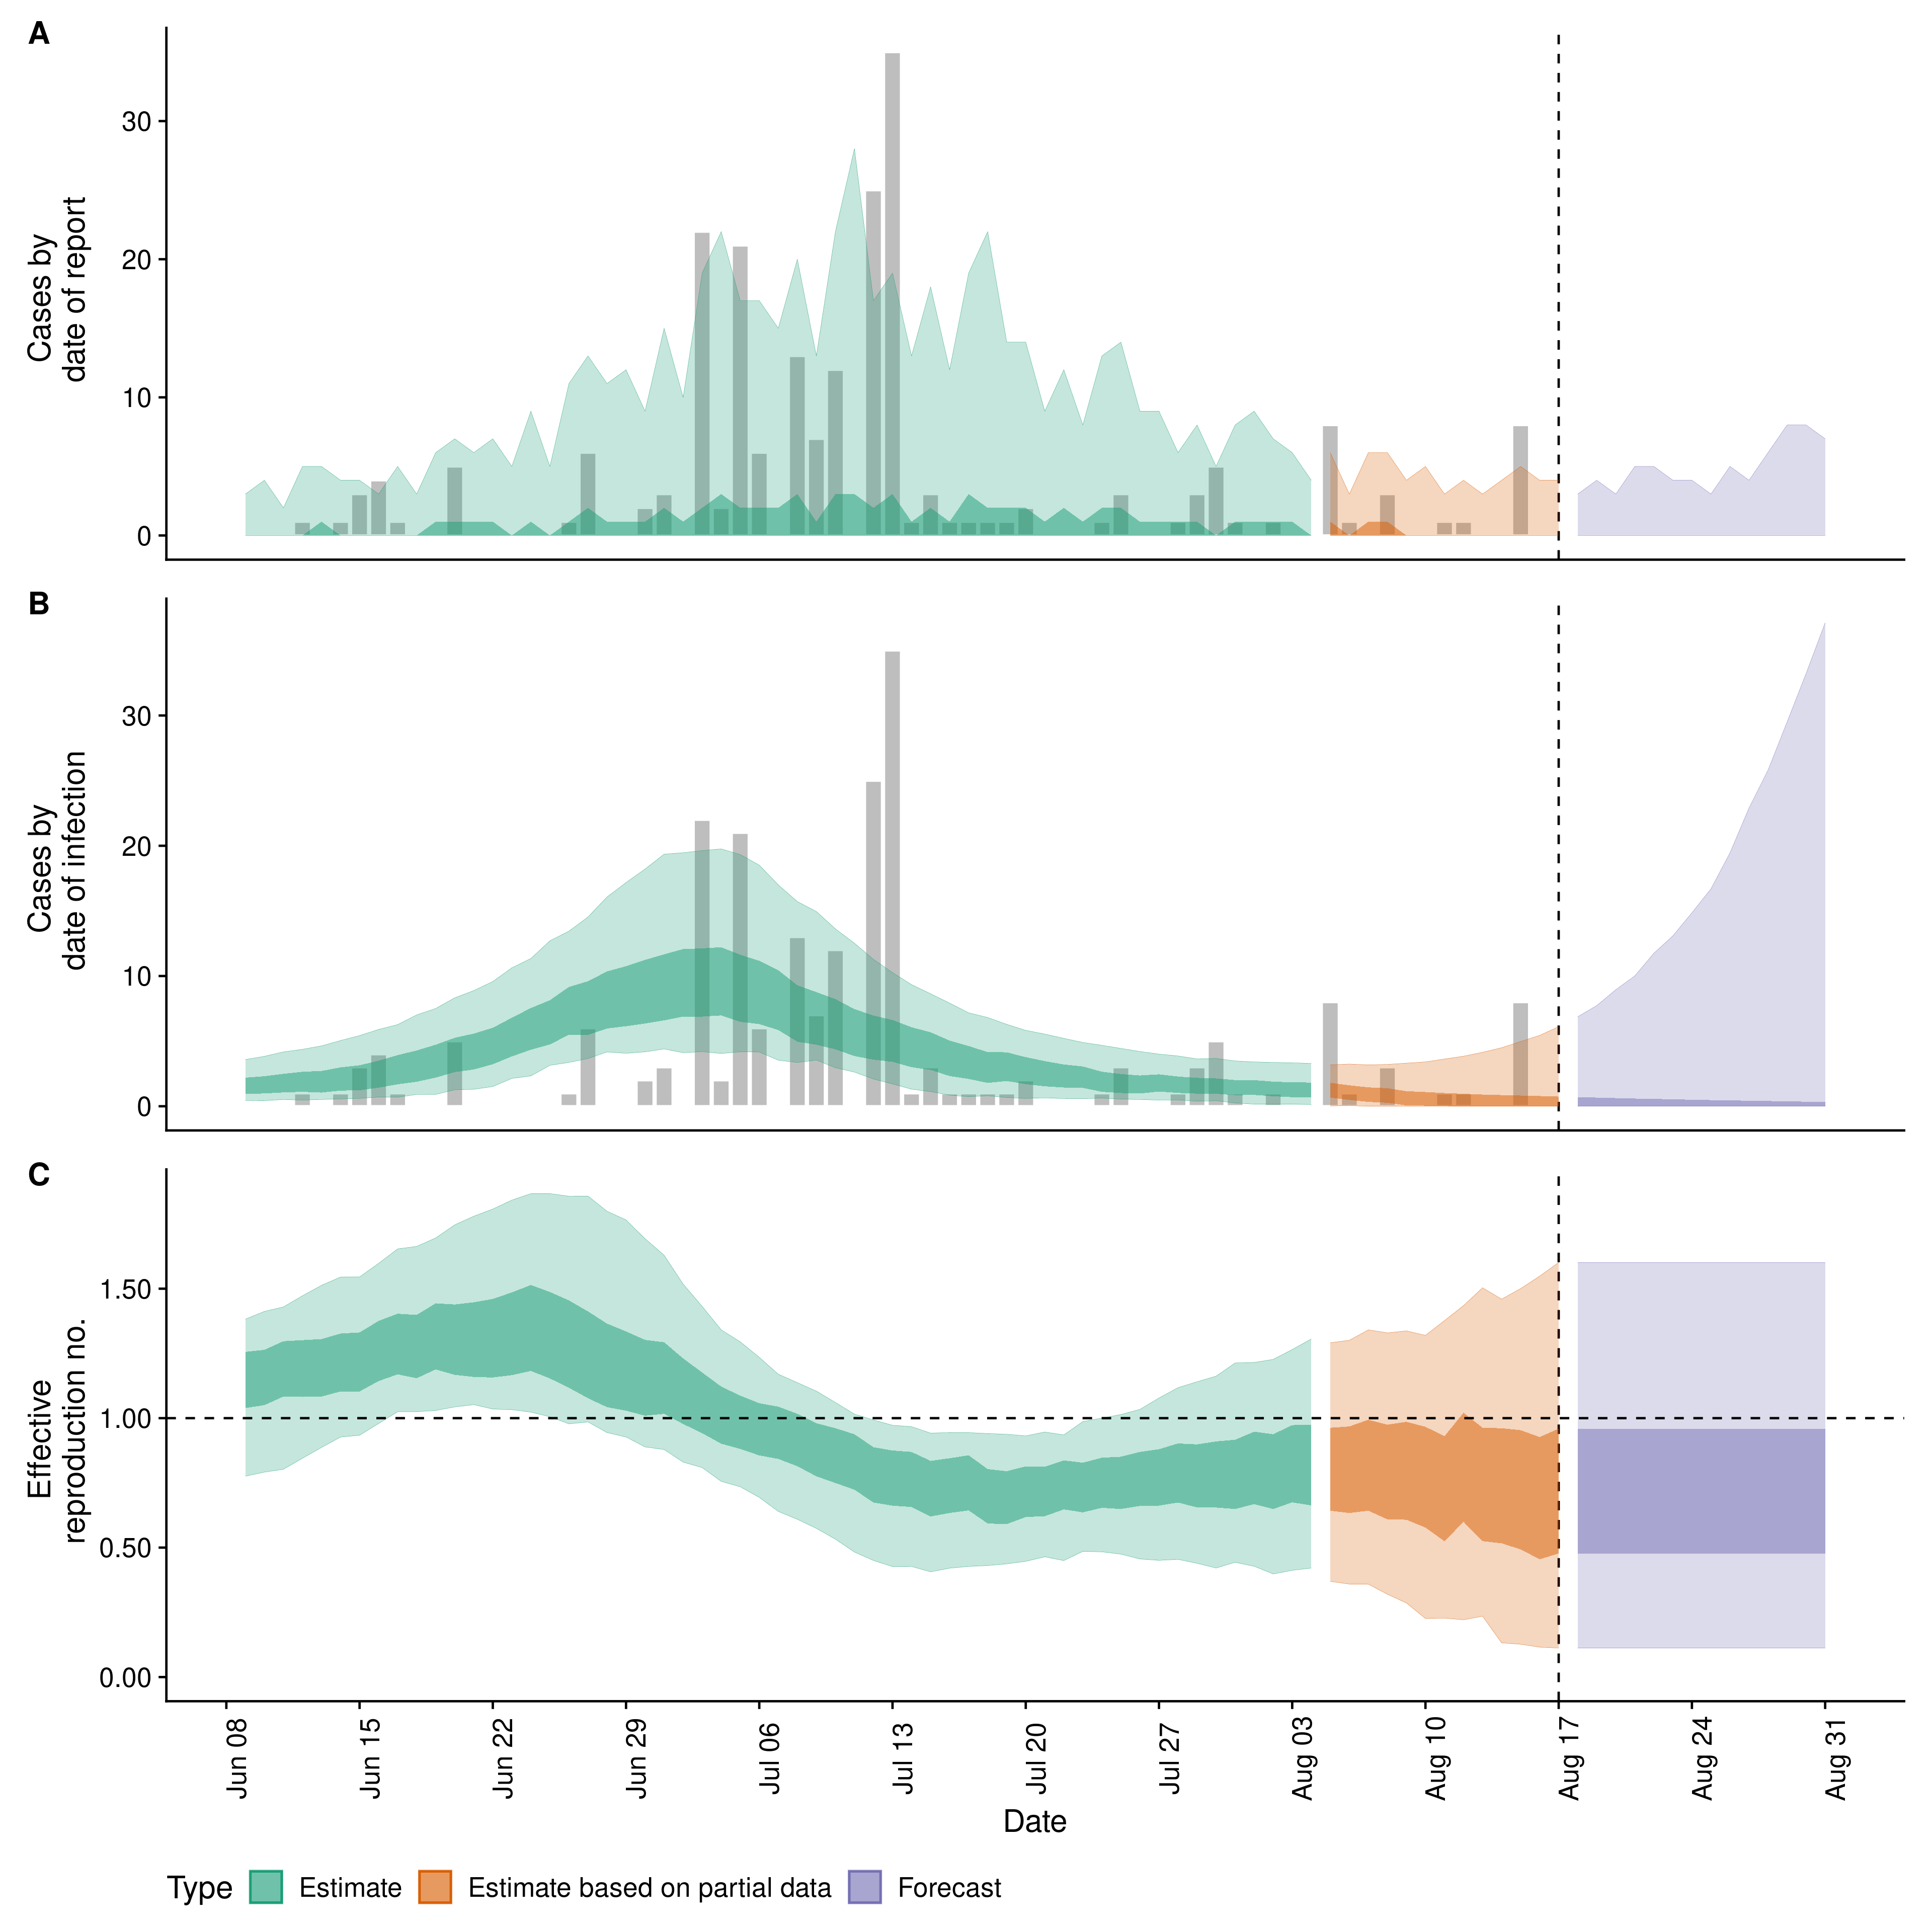 A
Cases by
date of report
30
20
10
0
B
Cases by
date of infection
30
20
10
0
C
Effective
reproduction no.
1.50
1.00
0.50
0.00
Jun 08
Jun 15
Jun 22
Jun 29
Jul 06
Jul 13
Jul 20
Jul 27
Aug 03
Aug 10
Aug 17
Aug 24
Aug 31
Date
Type Estimate Estimate based on partial data Forecast